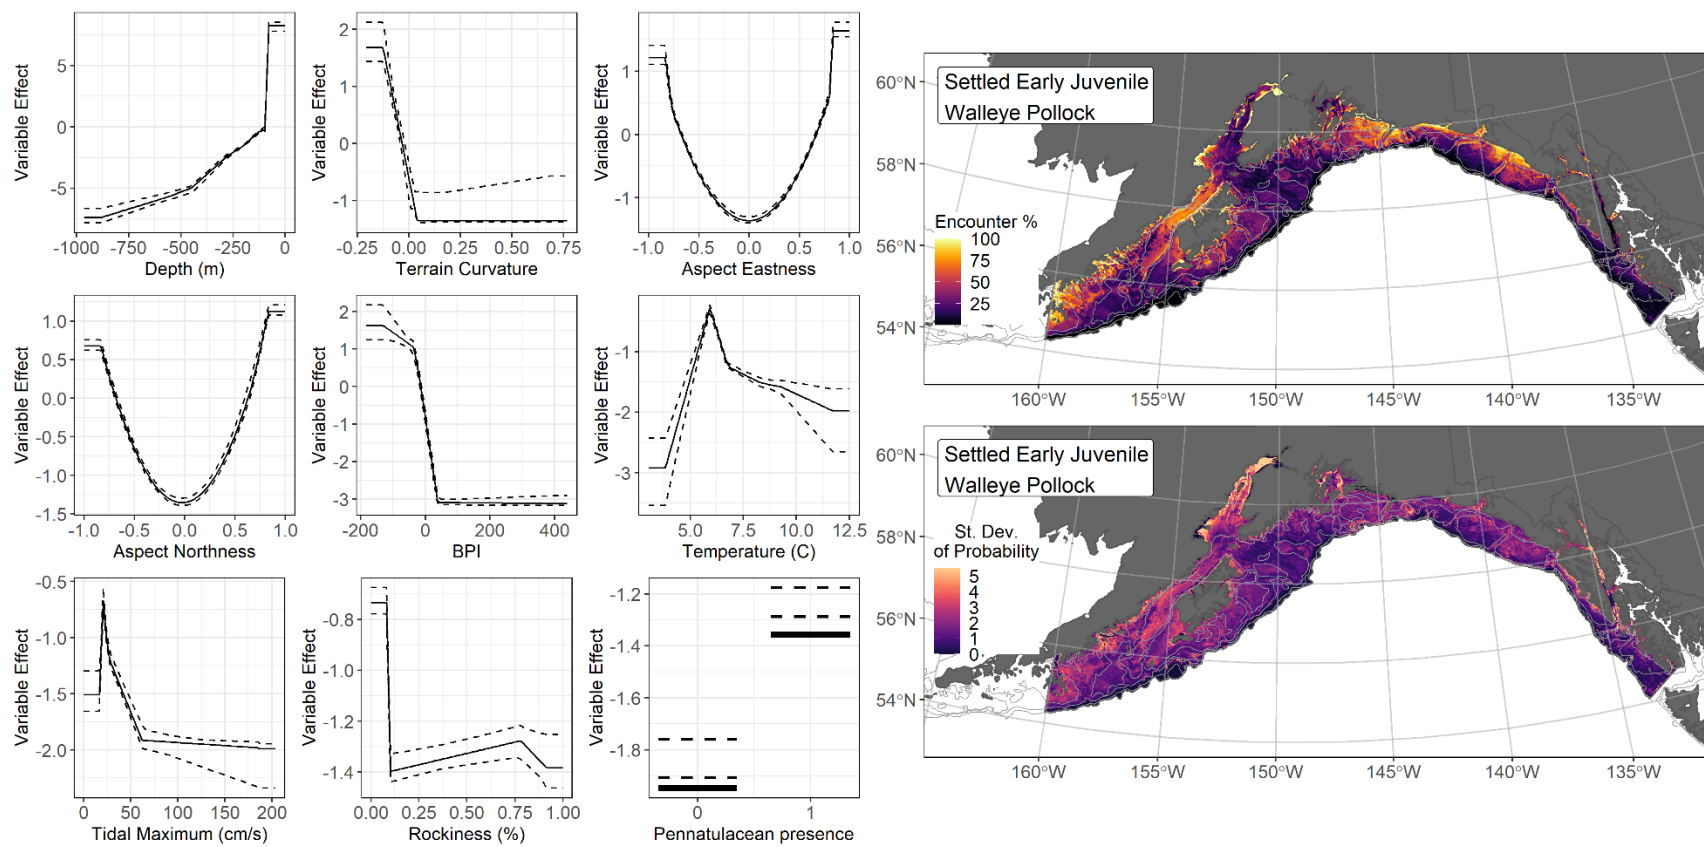 5
0
-5
Variable Effect
-1000
-750
-500
-250
0
Depth (m)
2
1
0
-1
Variable Effect
-0.25
0.00
0.25
0.50
0.75
Terrain Curvature
1
0
-1
Variable Effect
-1.0
-0.5
0.0
0.5
1.0
Aspect Eastness
1.0
0.5
0.0
-0.5
-1.0
-1.5
Variable Effect
-1.0
-0.5
0.0
0.5
1.0
Aspect Northness
2
1
0
-1
-2
-3
Variable Effect
-200
0
200
400
BPI
-1
-2
-3
Variable Effect
5.0
7.5
10.0
12.5
Temperature (C)
-0.5
-1.0
-1.5
-2.0
Variable Effect
0
50
100
150
200
Tidal Maximum (cm/s)
-0.8
-1.0
-1.2
-1.4
Variable Effect
0.00
0.25
0.50
0.75
1.00
Rockiness (%)
-1.2
-1.4
-1.6
-1.8
Variable Effect
0
1
Pennatulacean presence
Settled Early Juvenile
Walleye Pollock
Encounter %
100
75
50
25
60°N
58°N
56°N
54°N
160°W
155°W
150°W
145°W
140°W
135°W
Settled Early Juvenile
Walleye Pollock
St. Dev.
of Probability
5
4
3
2
1
0
60°N
58°N
56°N
54°N
160°W
155°W
150°W
145°W
140°W
135°W